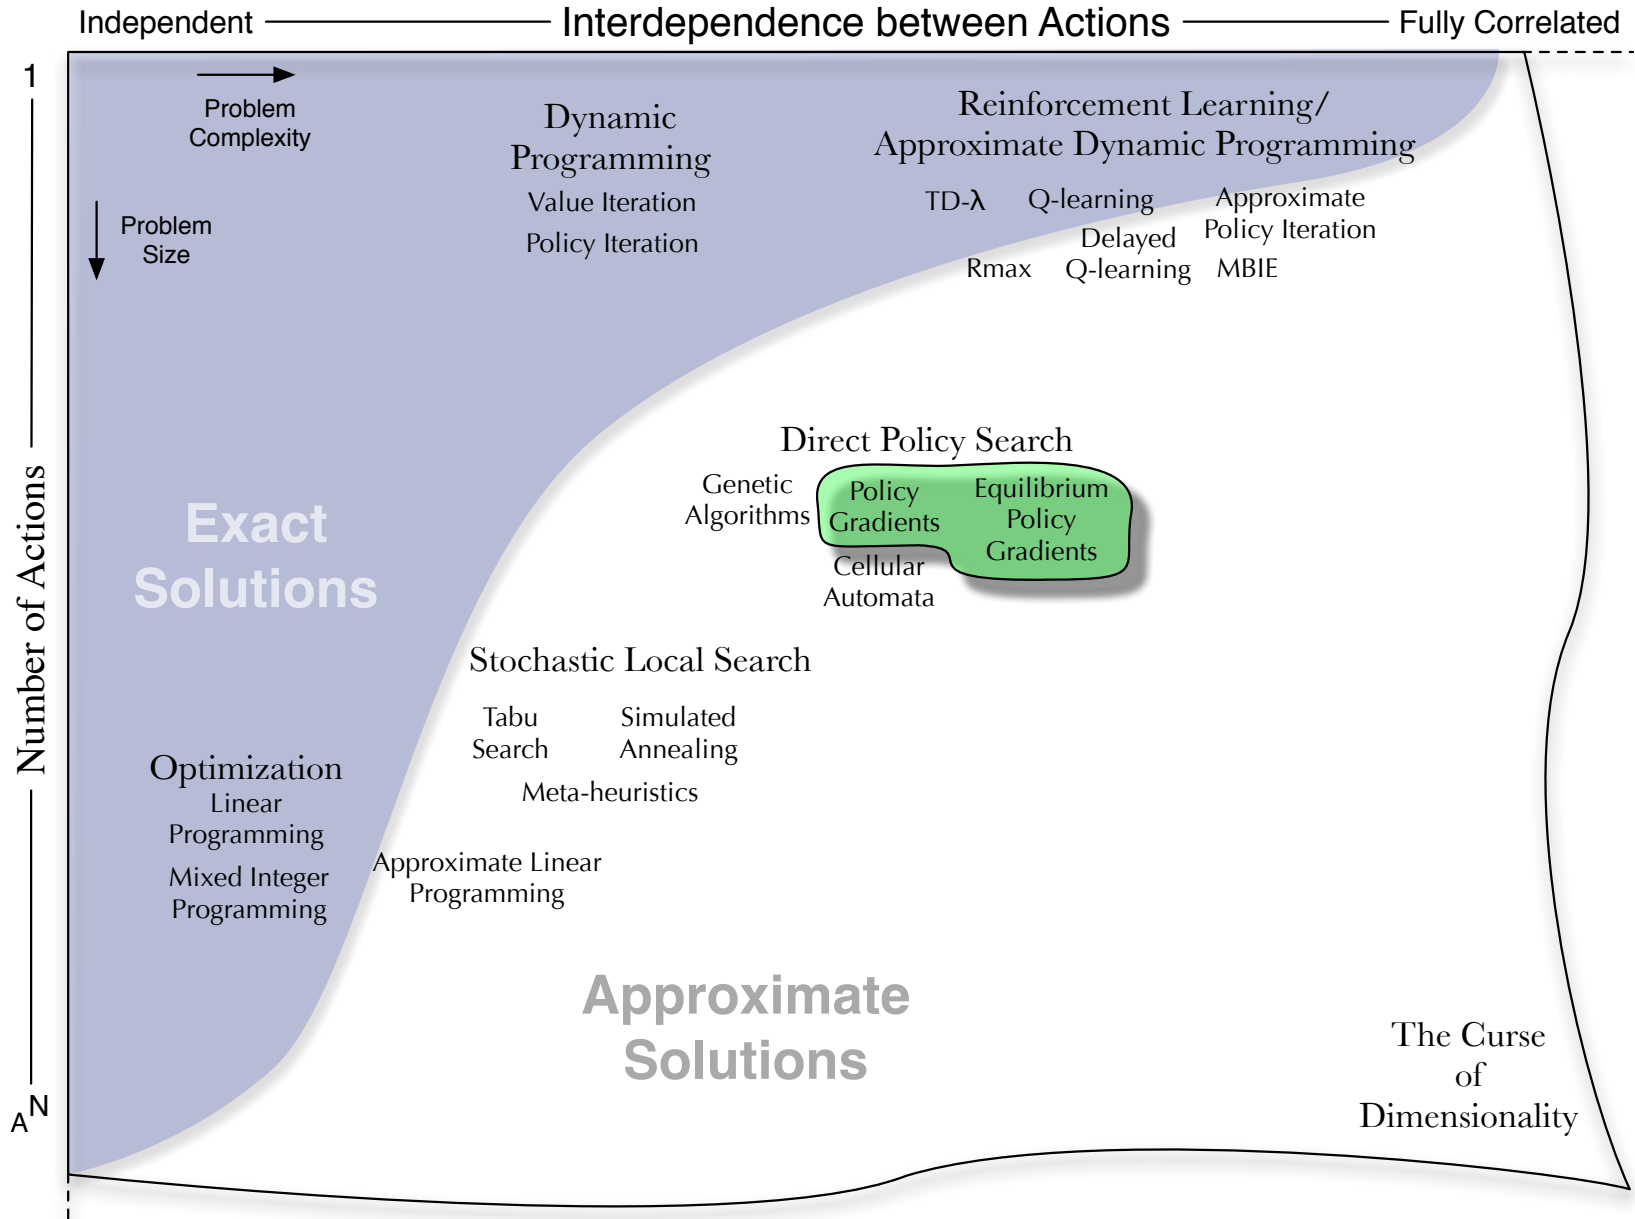 Independent
Interdependence between Actions
Fully Correlated
1
Number of Actions
A^N
Problem
Complexity
Problem
Size
Dynamic
Programming
Value Iteration
Policy Iteration
Reinforcement Learning/
Approximate Dynamic Programming
TD-λ
Q-learning
Approximate
Policy Iteration
Delayed
Q-learning
Rmax
MBIE
Direct Policy Search
Genetic
Algorithms
Policy
Gradients
Equilibrium
Policy
Gradients
Cellular
Automata
Exact
Solutions
Stochastic Local Search
Tabu
Search
Simulated
Annealing
Meta-heuristics
Optimization
Linear
Programming
Mixed Integer
Programming
Approximate Linear
Programming
Approximate
Solutions
The Curse
of
Dimensionality